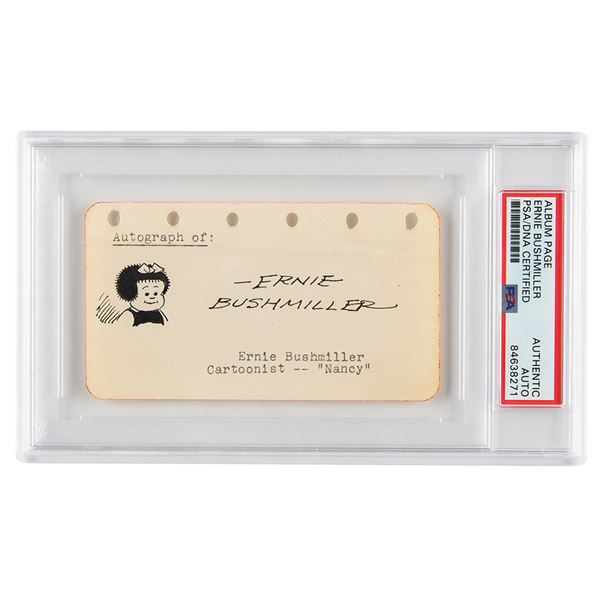 Autograph of:
—ERNIE
BUSHMILLER
Ernie Bushmiller
Cartoonist -- "Nancy"
ALBUM PAGE
ERNIE BUSHMILLER
PSA/DNA CERTIFIED
PSA
AUTHENTIC
AUTO
84638271